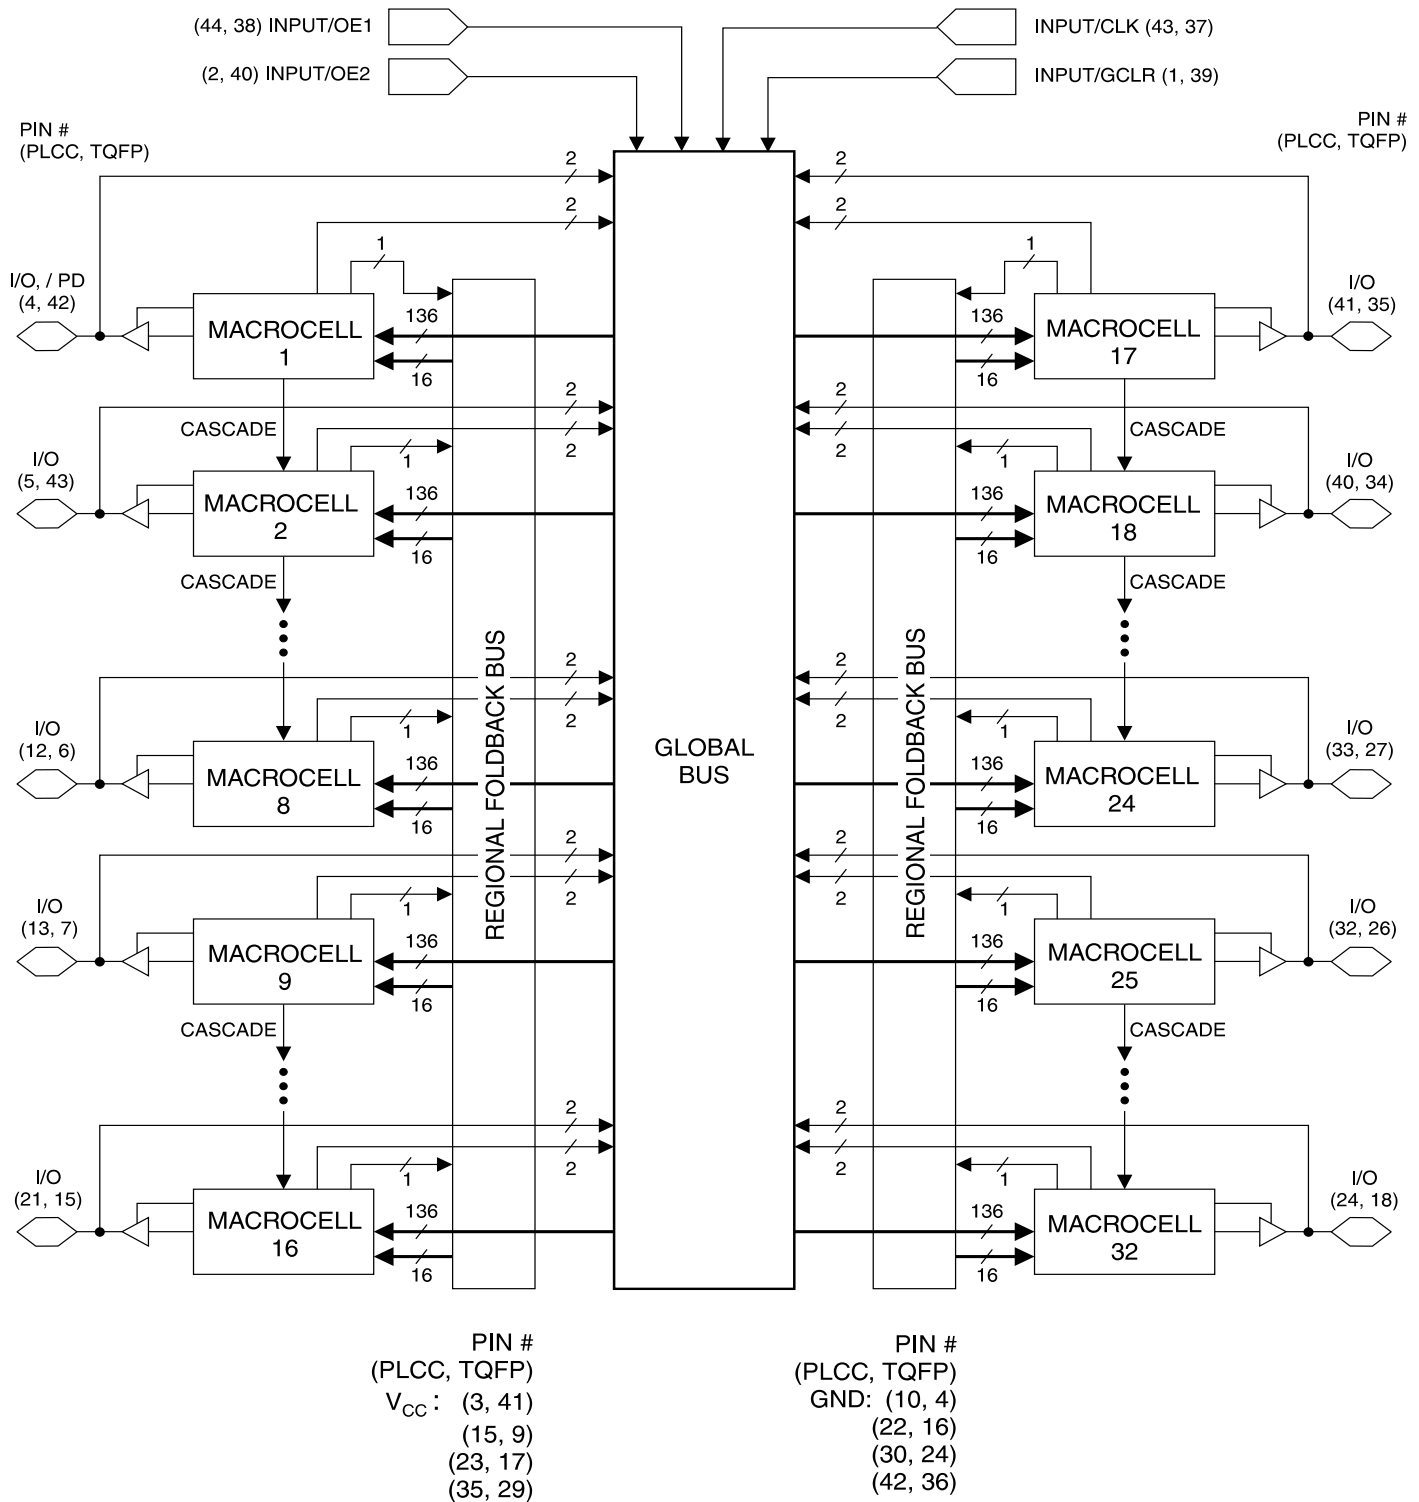 (44, 38) INPUT/OE1
INPUT/CLK (43, 37)
(2, 40) INPUT/OE2
INPUT/GCLR (1, 39)
PIN #
(PLCC, TQFP)
PIN #
(PLCC, TQFP)
2
2
2
2
1
1
I/O, / PD
(4, 42)
MACROCELL
1
136
16
136
16
MACROCELL
17
I/O
(41, 35)
2
2
CASCADE
CASCADE
1
2
2
1
I/O
(5, 43)
MACROCELL
2
136
16
136
16
MACROCELL
18
I/O
(40, 34)
CASCADE
CASCADE
REGIONAL FOLDBACK BUS
GLOBAL
BUS
REGIONAL FOLDBACK BUS
2
2
1
2
2
1
I/O
(12, 6)
MACROCELL
8
136
16
136
16
MACROCELL
24
I/O
(33, 27)
2
2
1
2
2
1
I/O
(13, 7)
MACROCELL
9
136
16
136
16
MACROCELL
25
I/O
(32, 26)
CASCADE
CASCADE
2
2
1
2
2
1
I/O
(21, 15)
MACROCELL
16
136
16
136
16
MACROCELL
32
I/O
(24, 18)
PIN #
(PLCC, TQFP)
VCC : (3, 41)
(15, 9)
(23, 17)
(35, 29)
PIN #
(PLCC, TQFP)
GND: (10, 4)
(22, 16)
(30, 24)
(42, 36)